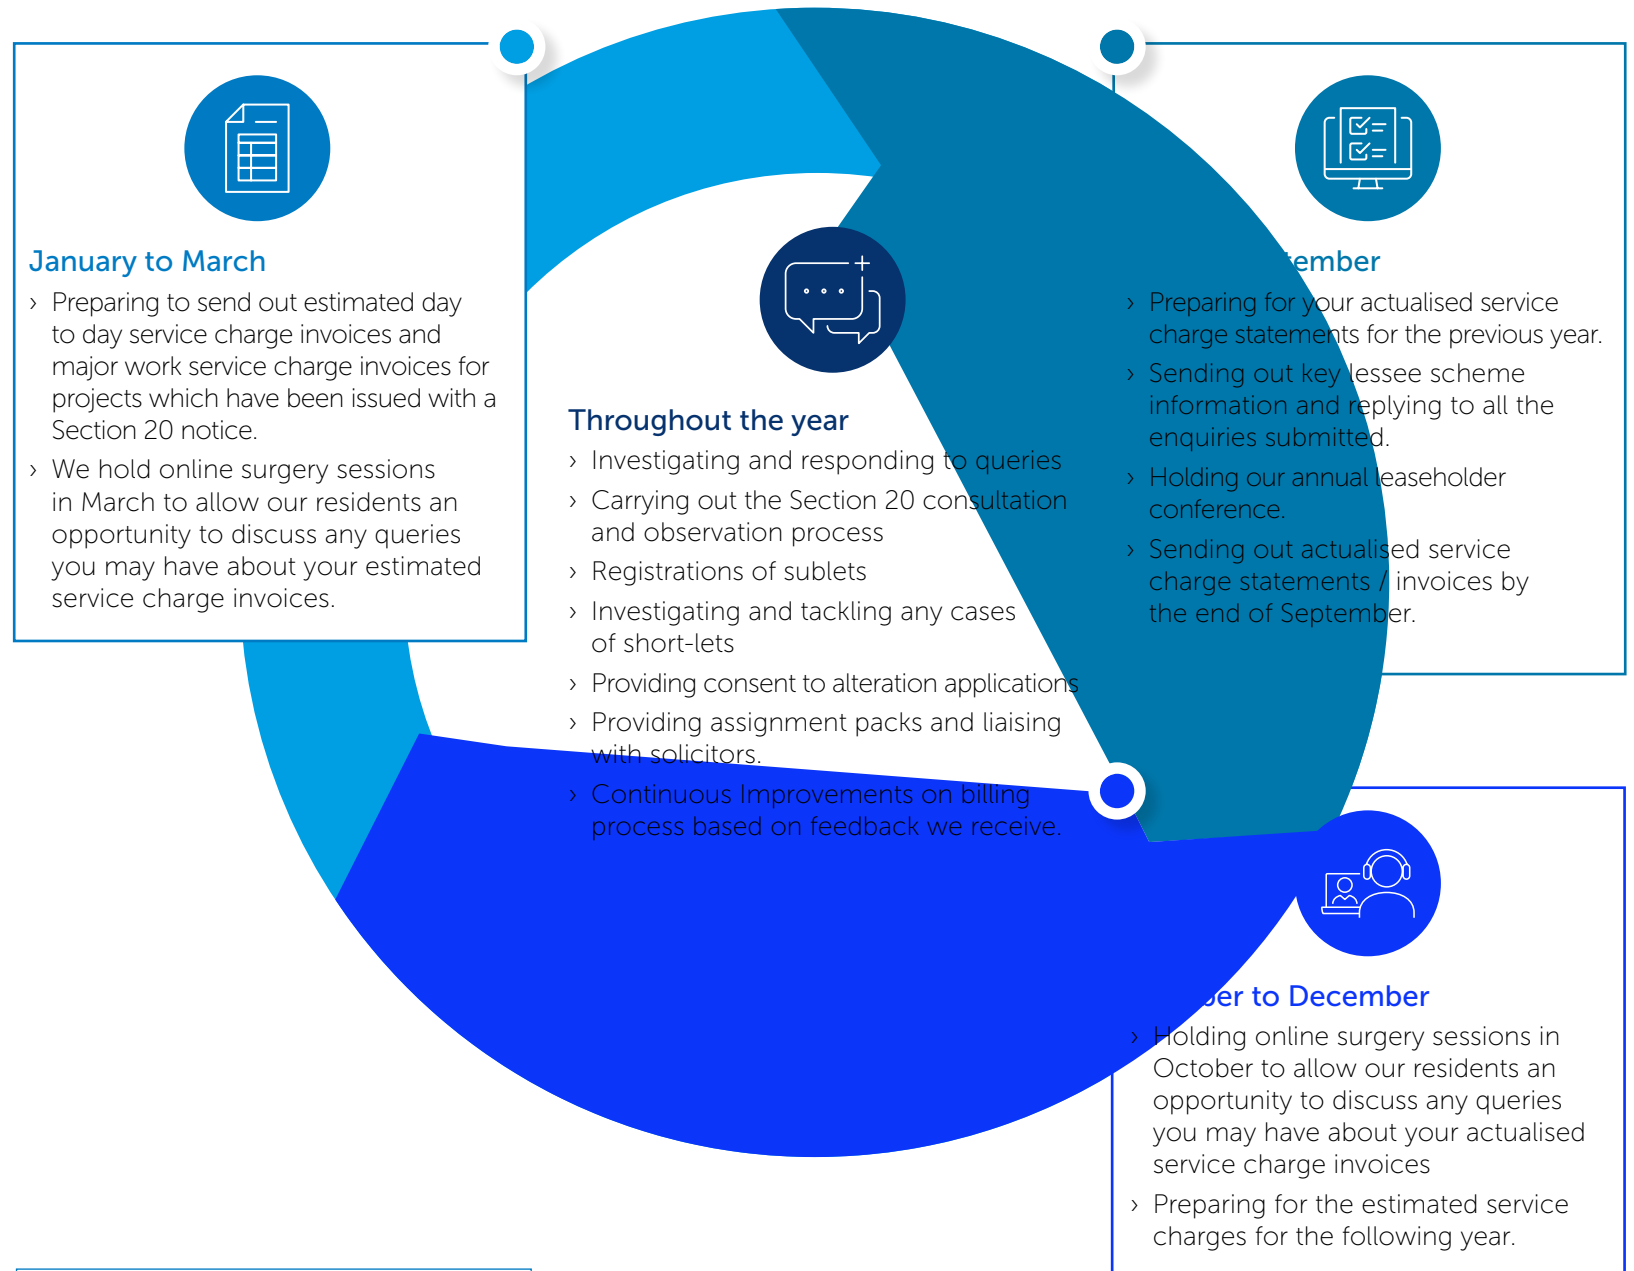 January to March
› Preparing to send out estimated day
to day service charge invoices and
major work service charge invoices for
projects which have been issued with a
Section 20 notice.
› We hold online surgery sessions
in March to allow our residents an
opportunity to discuss any queries
you may have about your estimated
service charge invoices.
Throughout the year
› Investigating and responding to queries
› Carrying out the Section 20 consultation
and observation process
› Registrations of sublets
› Investigating and tackling any cases
of short-lets
› Providing consent to alteration applications
› Providing assignment packs and liaising
with solicitors.
› Continuous Improvements on billing
process based on feedback we receive.
tember
› Preparing for your actualised service
charge statements for the previous year.
› Sending out key lessee scheme
information and replying to all the
enquiries submitted.
› Holding our annual leaseholder
conference.
› Sending out actualised service
charge statements / invoices by
the end of September.
ber to December
› Holding online surgery sessions in
October to allow our residents an
opportunity to discuss any queries
you may have about your actualised
service charge invoices
› Preparing for the estimated service
charges for the following year.